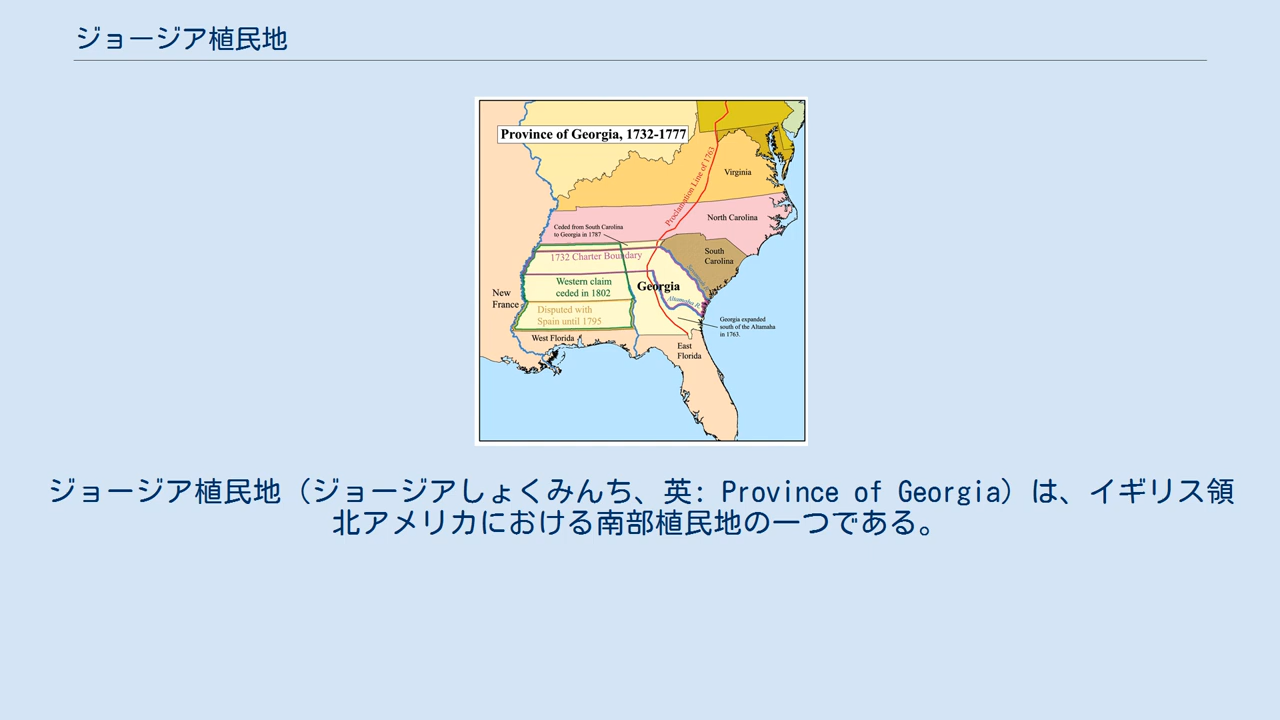 ジョージア植民地
Province of Georgia, 1732-1777
Proclamation Line of 1763
Virginia
North Carolina
Ceded from South Carolina
to Georgia in 1787
South
Carolina
1732 Charter Boundary
Western claim
ceded in 1802
Georgia
Altamaha R.
New
France
Disputed with
Spain until 1795
Georgia expanded
south of the Altamaha
in 1763.
West Florida
East
Florida
ジョージア植民地（ジョージアしょくみんち、英: Province of Georgia）は、イギリス領
北アメリカにおける南部植民地の一つである。